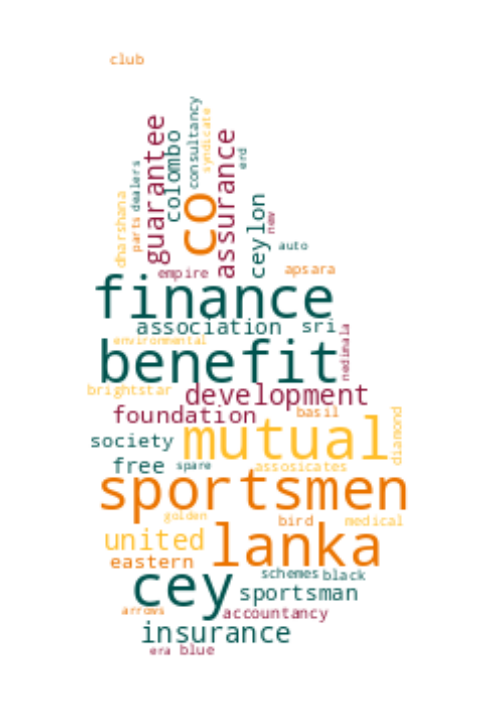 club
guarantee
colombo
consultancy
syndicate
dealers
parts
dharshana
co
assurance
erd
ceylon
new
auto
empire
apsara
finance
association sri
environmental
nedimala
benefit
brightstar development
foundation basil
diamond
society mutual
free spare assosicates
sportsmen
golden bird medical
united lanka
eastern
cey schemes black
sportsman
arrows accountancy
insurance
era blue